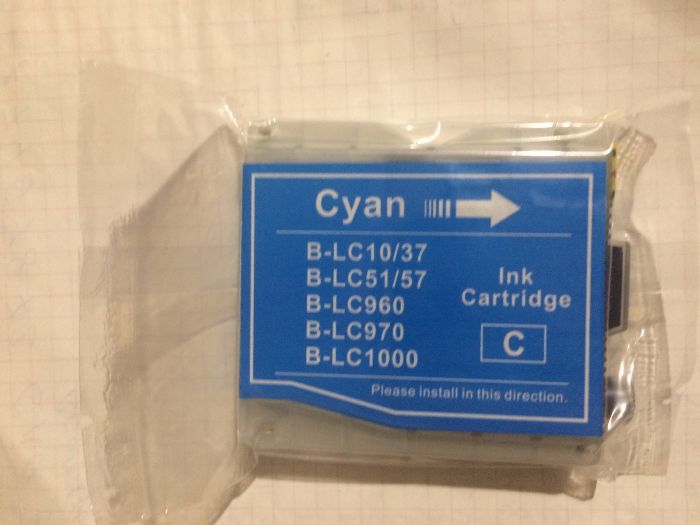 Cyan
B-LC10/37
B-LC51/57
B-LC960
B-LC970
B-LC1000
Ink
Cartridge
C
Please install in this direction.